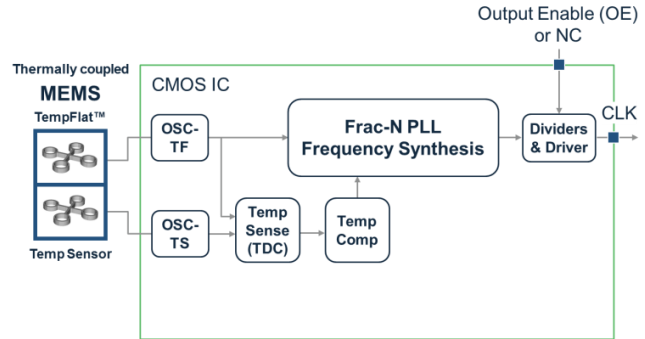 Output Enable (OE)
or NC
Thermally coupled
MEMS
TempFlat™
CMOS IC
CLK
OSC-
TF
Frac-N PLL
Frequency Synthesis
Dividers
& Driver
OSC-
TS
Temp
Sense
(TDC)
Temp
Comp
Temp Sensor